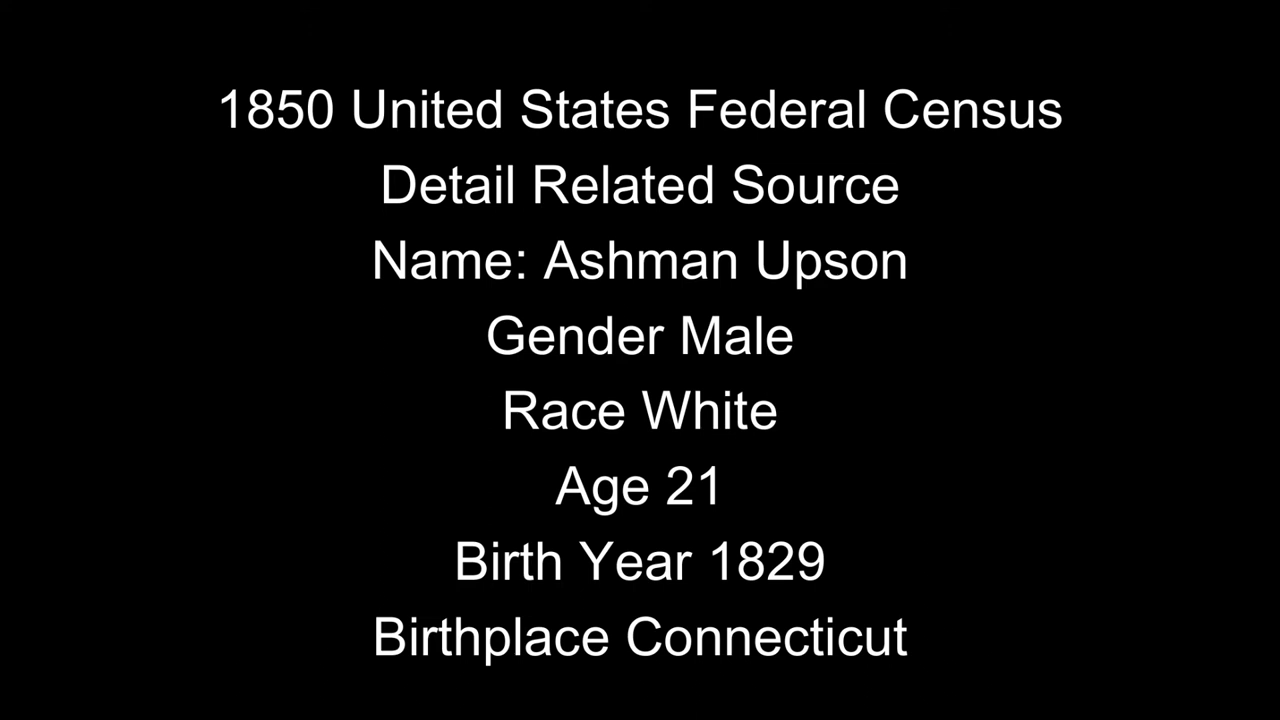 1850 United States Federal Census
Detail Related Source
Name: Ashman Upson
Gender Male
Race White
Age 21
Birth Year 1829
Birthplace Connecticut